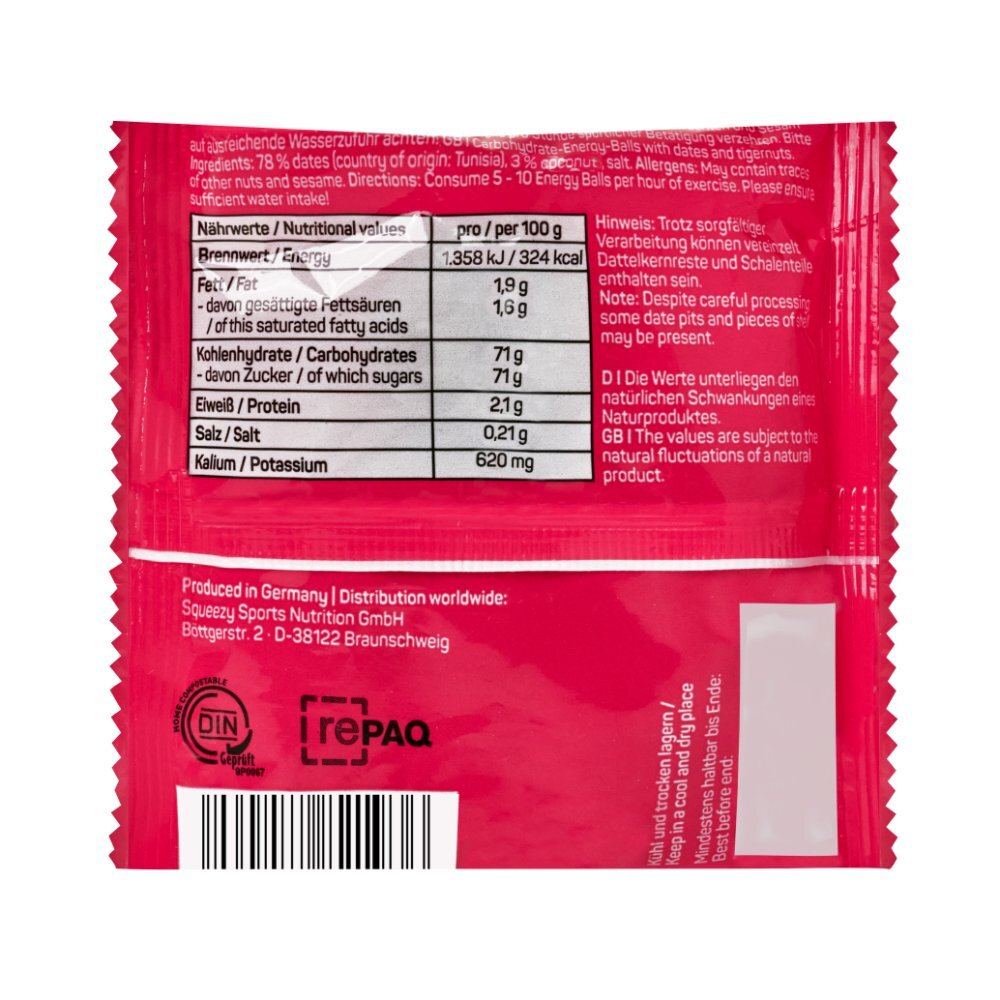 auf ausreichende Wasserzufuhr achten! GB | Carbohydrate-Energy-Balls with dates and tigernuts.
sportlicher Betätigung verzehren. Bitte
Ingredients: 78 % dates (country of origin: Tunisia), 3 % coconut, salt. Allergens: May contain traces
of other nuts and sesame. Directions: Consume 5 - 10 Energy Balls per hour of exercise. Please ensure
sufficient water intake!
Nährwerte / Nutritional values pro / per 100 g
Brennwert / Energy 1.358 kJ / 324 kcal
Fett / Fat 1,9 g
- davon gesättigte Fettsäuren 1,6 g
/ of this saturated fatty acids
Kohlenhydrate / Carbohydrates 71 g
- davon Zucker / of which sugars 71 g
Eiweiß / Protein 2,1 g
Salz / Salt 0,21 g
Kalium / Potassium 620 mg
Hinweis: Trotz sorgfältiger
Verarbeitung können vereinzelt
Dattelkernreste und Schalenteile
enthalten sein.
Note: Despite careful processing
some date pits and pieces of shell
may be present.
D | Die Werte unterliegen den
natürlichen Schwankungen eines
Naturproduktes.
GB | The values are subject to the
natural fluctuations of a natural
product.
Produced in Germany | Distribution worldwide:
Squeezy Sports Nutrition GmbH
Böttgerstr. 2 · D-38122 Braunschweig
HOME COMPOSTABLE
DIN
Geprüft
9P0067
rePAQ
Kühl und trocken lagern /
Keep in a cool and dry place
Mindestens haltbar bis Ende:
Best before end: